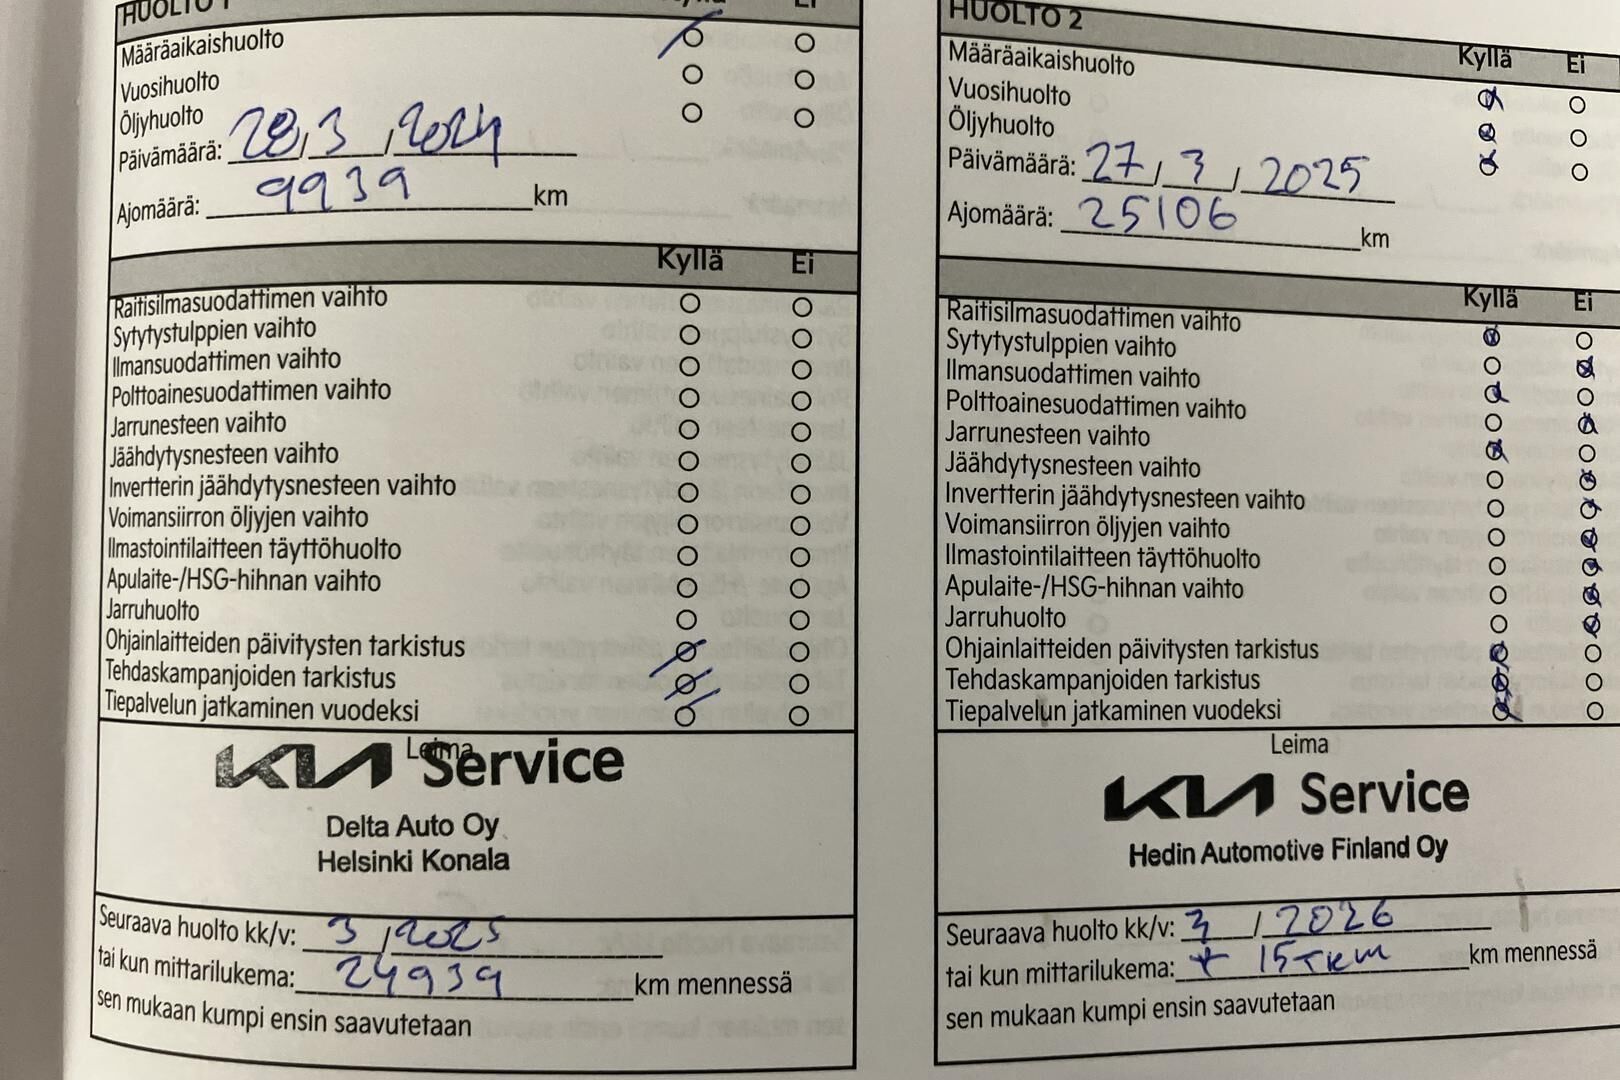 HUOLTO 1
Määräaikaishuolto
Vuosihuolto
Öljyhuolto
Päivämäärä: 28 / 3 / 2024
Ajomäärä: 9939 km
Kyllä Ei
Raitisilmasuodattimen vaihto
Sytytystulppien vaihto
Ilmansuodattimen vaihto
Polttoainesuodattimen vaihto
Jarrunesteen vaihto
Jäähdytysnesteen vaihto
Invertterin jäähdytysnesteen vaihto
Voimansiirron öljyjen vaihto
Ilmastointilaitteen täyttöhuolto
Apulaite-/HSG-hihnan vaihto
Jarruhuolto
Ohjainlaitteiden päivitysten tarkistus
Tehdaskampanjoiden tarkistus
Tiepalvelun jatkaminen vuodeksi
Leima
KIA Service
Delta Auto Oy
Helsinki Konala
Seuraava huolto kk/v: 3 / 2025
tai kun mittarilukema: 24939 km mennessä
sen mukaan kumpi ensin saavutetaan
HUOLTO 2
Kyllä Ei
Määräaikaishuolto
Vuosihuolto
Öljyhuolto
Päivämäärä: 27 / 3 / 2025
Ajomäärä: 25106 km
Kyllä Ei
Raitisilmasuodattimen vaihto
Sytytystulppien vaihto
Ilmansuodattimen vaihto
Polttoainesuodattimen vaihto
Jarrunesteen vaihto
Jäähdytysnesteen vaihto
Invertterin jäähdytysnesteen vaihto
Voimansiirron öljyjen vaihto
Ilmastointilaitteen täyttöhuolto
Apulaite-/HSG-hihnan vaihto
Jarruhuolto
Ohjainlaitteiden päivitysten tarkistus
Tehdaskampanjoiden tarkistus
Tiepalvelun jatkaminen vuodeksi
Leima
KIA Service
Hedin Automotive Finland Oy
Seuraava huolto kk/v: 3 / 2026
tai kun mittarilukema: + 15 TKM km mennessä
sen mukaan kumpi ensin saavutetaan